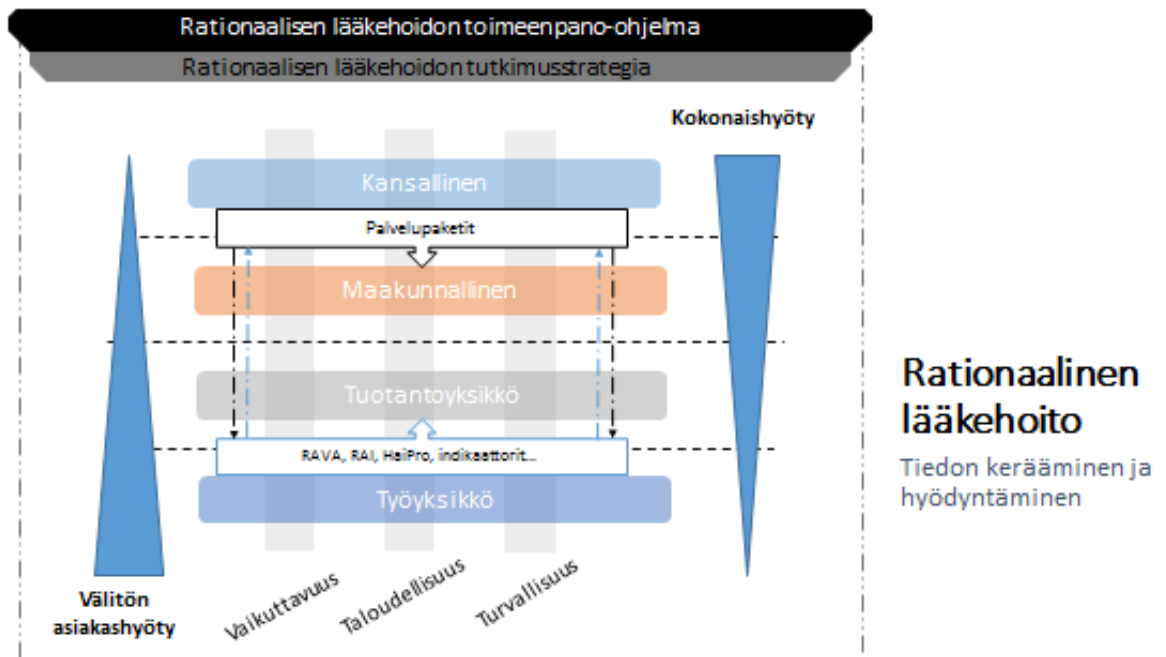 Rationaalisen lääkehoidon toimeenpano-ohjelma
Rationaalisen lääkehoidon tutkimusstrategia
Kokonaishyöty
Kansallinen
Palvelupaketit
Maakunnallinen
Tuotantoyksikkö
RAVA, RAI, HaiPro, indikaattorit...
Työyksikkö
Välitön
asiakashyöty
Vaikuttavuus
Taloudellisuus
Turvallisuus
Rationaalinen
lääkehoito
Tiedon kerääminen ja
hyödyntäminen